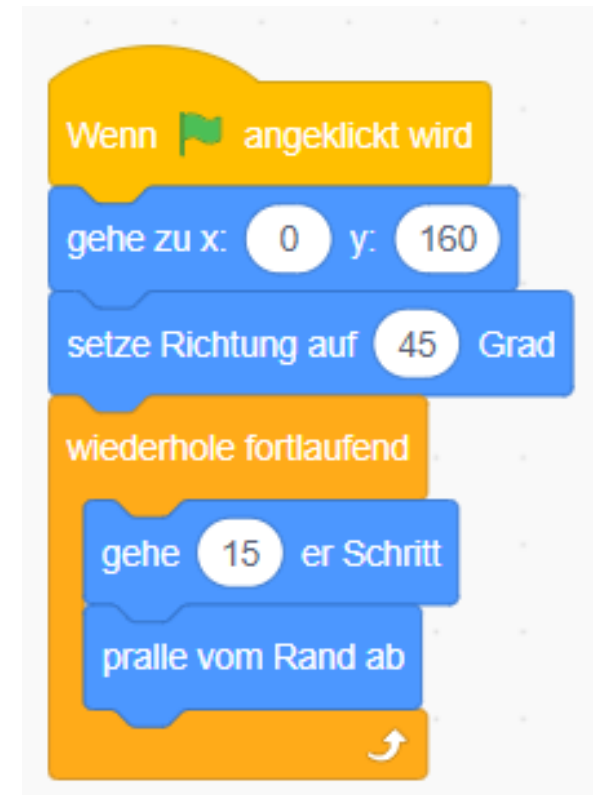 Wenn angeklickt wird
gehe zu x: 0 y: 160
setze Richtung auf 45 Grad
wiederhole fortlaufend
gehe 15 er Schritt
pralle vom Rand ab